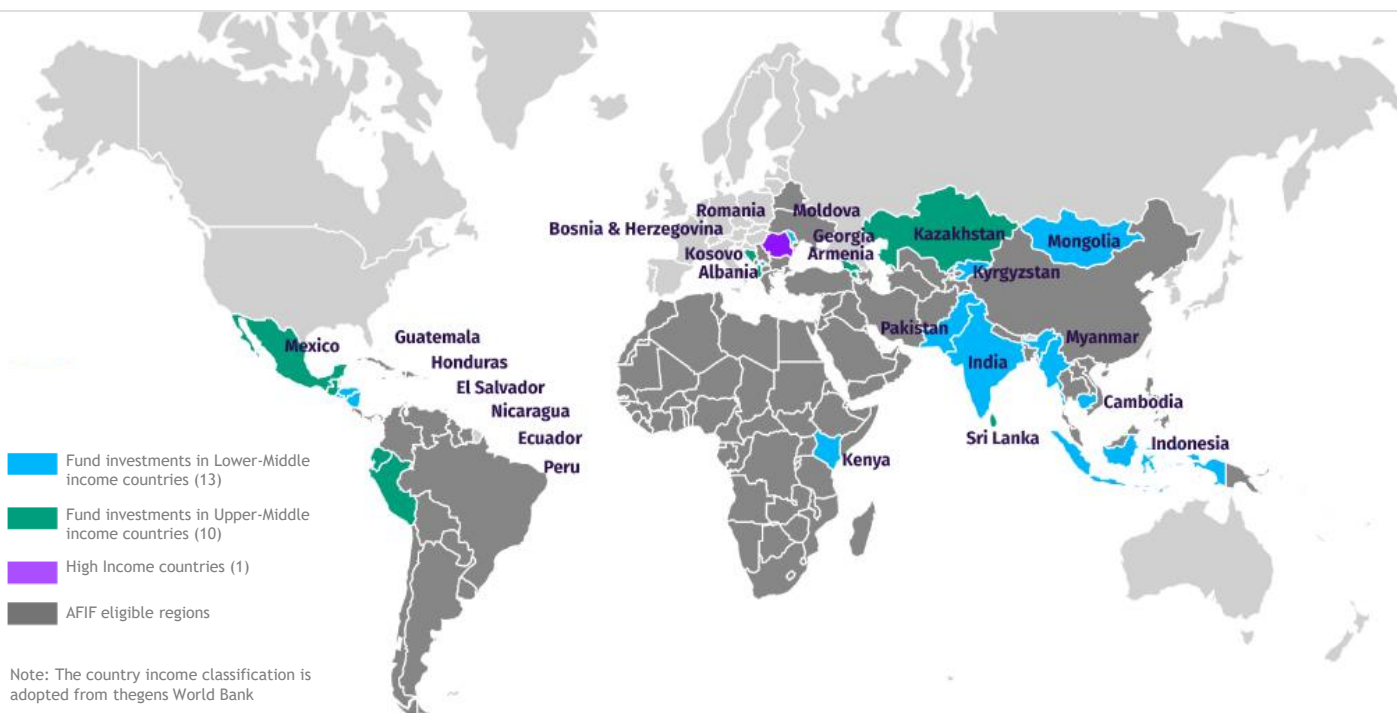 Romania
Moldova
Bosnia & Herzegovina
Georgia
Kazakhstan
Mongolia
Kosovo
Armenia
Albania
Kyrgyzstan
Pakistan
Myanmar
Guatemala
Mexico
Honduras
India
El Salvador
Cambodia
Nicaragua
Ecuador
Sri Lanka
Indonesia
Peru
Kenya
Fund investments in Lower-Middle
income countries (13)
Fund investments in Upper-Middle
income countries (10)
High Income countries (1)
AFIF eligible regions
Note: The country income classification is
adopted from thegens World Bank